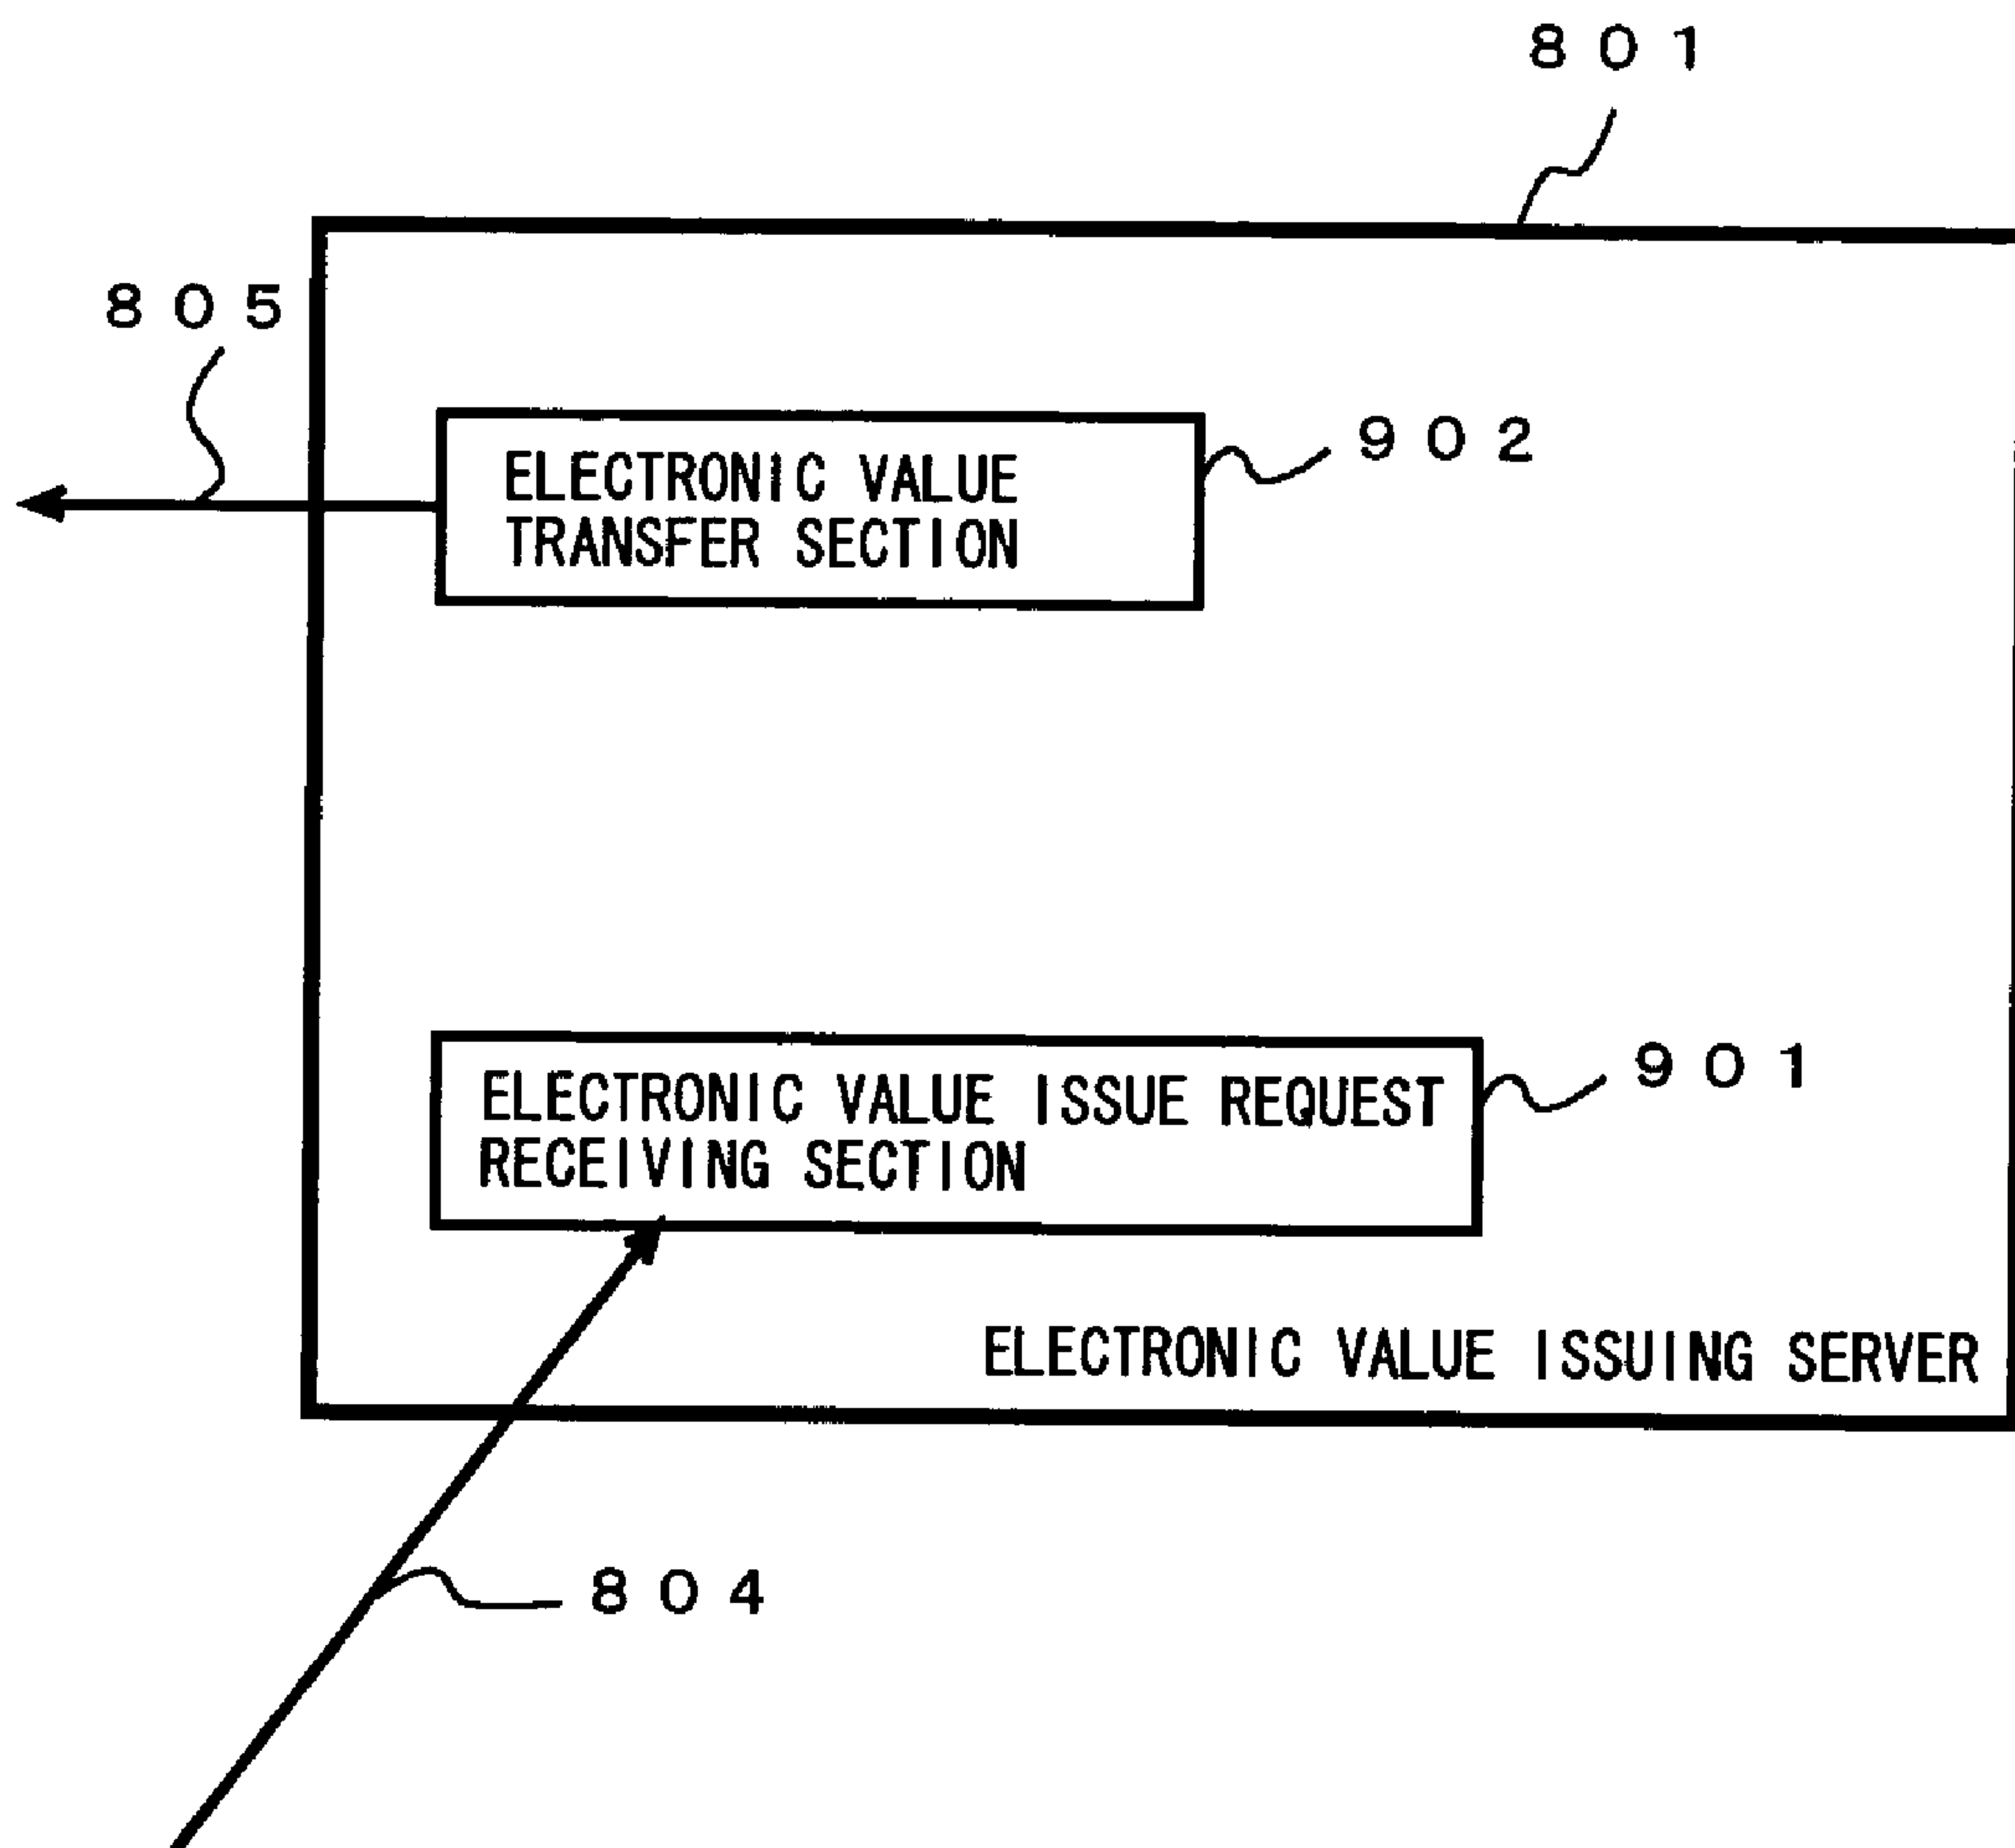 ８０１
８０５
ELECTRONIC VALUE
TRANSFER SECTION
９０２
ELECTRONIC VALUE ISSUE REQUEST
RECEIVING SECTION
９０１
ELECTRONIC VALUE ISSUING SERVER
８０４